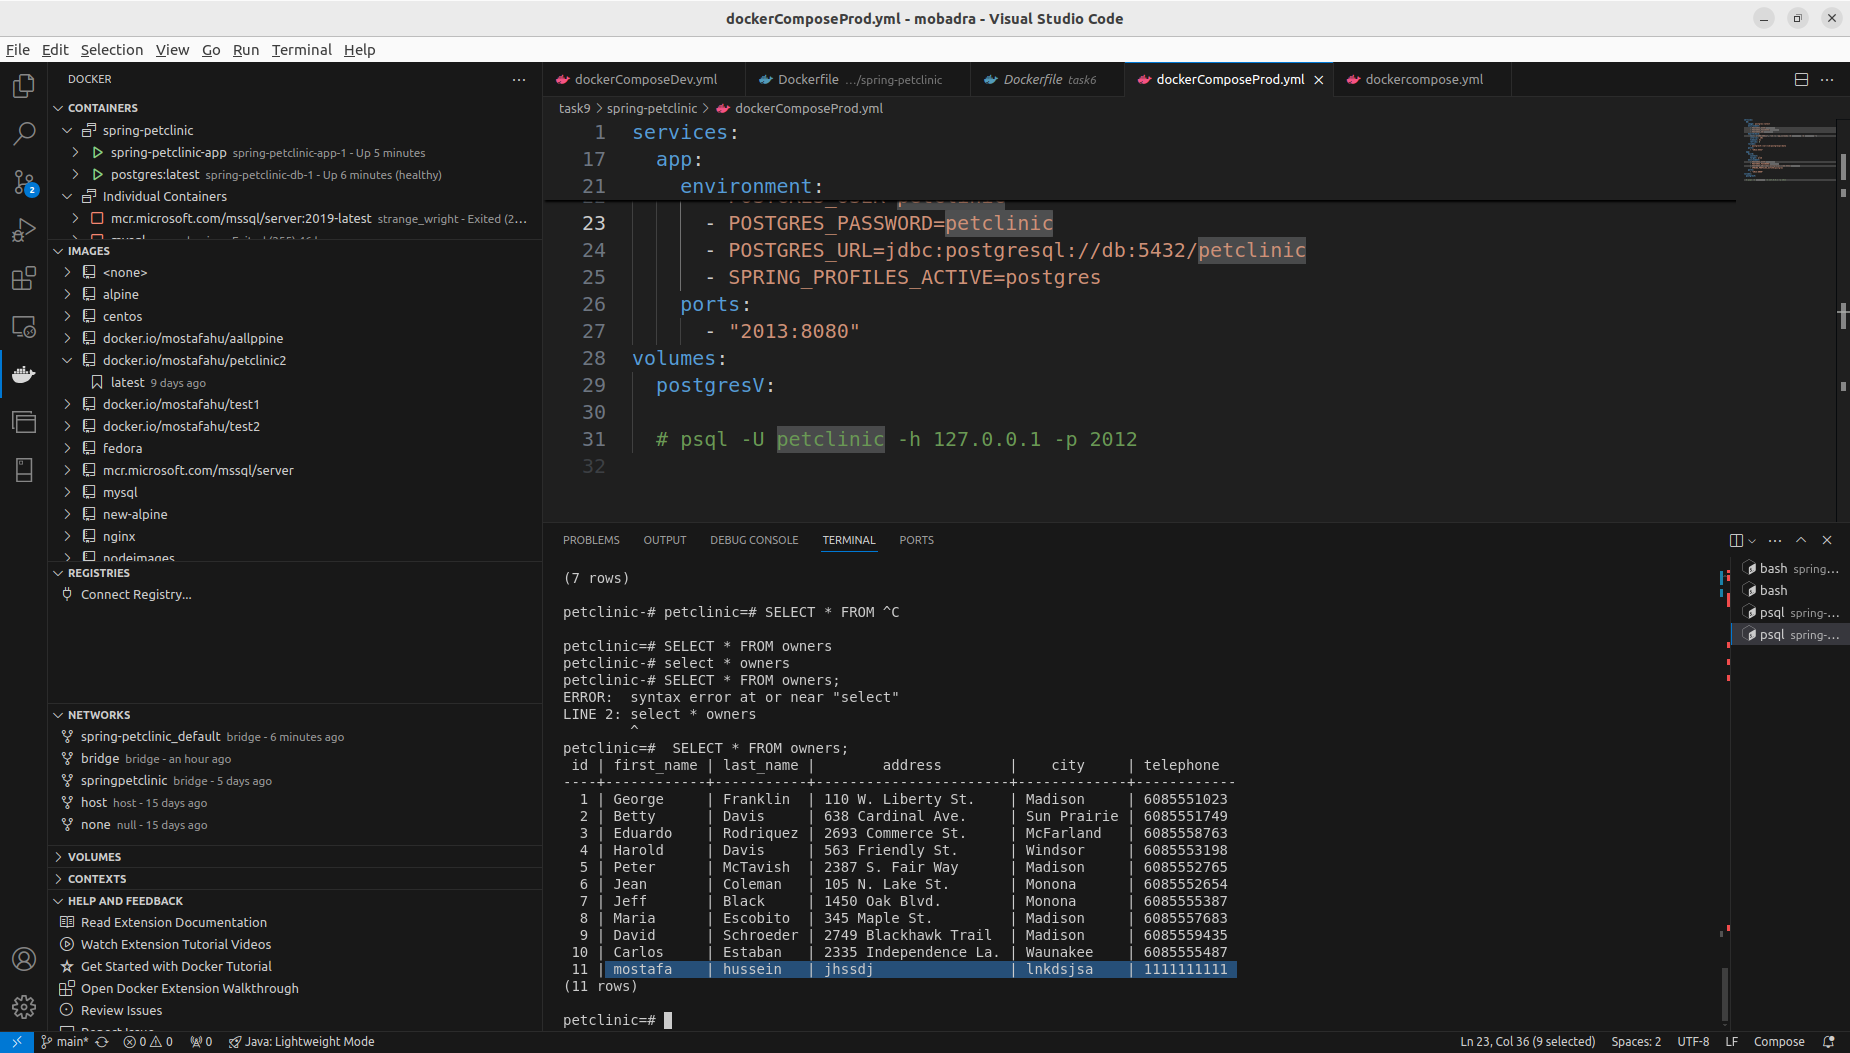 dockerComposeProd.yml - mobadra - Visual Studio Code
File Edit Selection View Go Run Terminal Help
DOCKER
CONTAINERS
spring-petclinic
spring-petclinic-app spring-petclinic-app-1 - Up 5 minutes
postgres:latest spring-petclinic-db-1 - Up 6 minutes (healthy)
Individual Containers
mcr.microsoft.com/mssql/server:2019-latest strange_wright - Exited (2...
IMAGES
<none>
alpine
centos
docker.io/mostafahu/aallppine
docker.io/mostafahu/petclinic2
latest 9 days ago
docker.io/mostafahu/test1
docker.io/mostafahu/test2
fedora
mcr.microsoft.com/mssql/server
mysql
new-alpine
nginx
nodeimages
REGISTRIES
Connect Registry...
NETWORKS
spring-petclinic_default bridge - 6 minutes ago
bridge bridge - an hour ago
springpetclinic bridge - 5 days ago
host host - 15 days ago
none null - 15 days ago
VOLUMES
CONTEXTS
HELP AND FEEDBACK
Read Extension Documentation
Watch Extension Tutorial Videos
Get Started with Docker Tutorial
Open Docker Extension Walkthrough
Review Issues
Report Issue
2
dockerComposeDev.yml Dockerfile .../spring-petclinic Dockerfile task6 dockerComposeProd.yml dockercompose.yml
task9 > spring-petclinic > dockerComposeProd.yml
1 services:
17 app:
21 environment:
23 - POSTGRES_PASSWORD=petclinic
24 - POSTGRES_URL=jdbc:postgresql://db:5432/petclinic
25 - SPRING_PROFILES_ACTIVE=postgres
26 ports:
27 - "2013:8080"
28 volumes:
29 postgresV:
30
31 # psql -U petclinic -h 127.0.0.1 -p 2012
32
PROBLEMS OUTPUT DEBUG CONSOLE TERMINAL PORTS
(7 rows)
petclinic-# petclinic=# SELECT * FROM ^C
petclinic=# SELECT * FROM owners
petclinic-# select * owners
petclinic-# SELECT * FROM owners;
ERROR:  syntax error at or near "select"
LINE 2: select * owners
^
petclinic=#  SELECT * FROM owners;
id | first_name | last_name | address | city | telephone
----+------------+-----------+-----------------------+-------------+------------
1 | George | Franklin | 110 W. Liberty St. | Madison | 6085551023
2 | Betty | Davis | 638 Cardinal Ave. | Sun Prairie | 6085551749
3 | Eduardo | Rodriquez | 2693 Commerce St. | McFarland | 6085558763
4 | Harold | Davis | 563 Friendly St. | Windsor | 6085553198
5 | Peter | McTavish | 2387 S. Fair Way | Madison | 6085552765
6 | Jean | Coleman | 105 N. Lake St. | Monona | 6085552654
7 | Jeff | Black | 1450 Oak Blvd. | Monona | 6085555387
8 | Maria | Escobito | 345 Maple St. | Madison | 6085557683
9 | David | Schroeder | 2749 Blackhawk Trail | Madison | 6085559435
10 | Carlos | Estaban | 2335 Independence La. | Waunakee | 6085555487
11 | mostafa | hussein | jhssdj | lnkdsjsa | 1111111111
(11 rows)
petclinic=#
bash spring...
bash
psql spring-...
psql spring-...
main* 0 0 0 Java: Lightweight Mode
Ln 23, Col 36 (9 selected) Spaces: 2 UTF-8 LF Compose